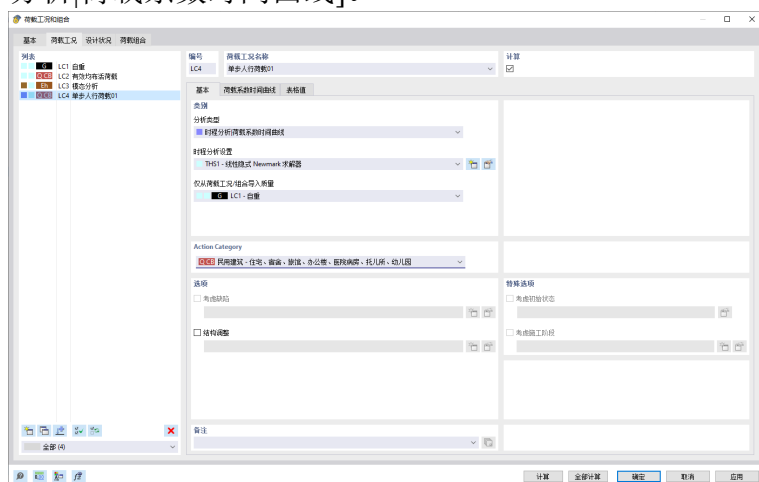 分析|荷载系数时间曲线]。
荷载工况和组合
基本 荷载工况 设计状况 荷载组合
列表
G LC1 自重
Q CB LC2 有效均布活荷载
Eh LC3 模态分析
Q CB LC4 单步人行荷载01
全部 (4)
编号 荷载工况名称 计算
LC4 单步人行荷载01
基本 荷载系数时间曲线 表格值
类别
分析类型
时程分析|荷载系数时间曲线
时程分析设置
THS1 - 线性隐式 Newmark 求解器
仅从荷载工况/组合导入质量
G LC1 - 自重
Action Category
Q CB 民用建筑 - 住宅、宿舍、旅馆、办公楼、医院病房、托儿所、幼儿园
选项 特殊选项
考虑缺陷 考虑初始状态
结构调整 考虑施工阶段
备注
计算 全部计算 确定 取消 应用